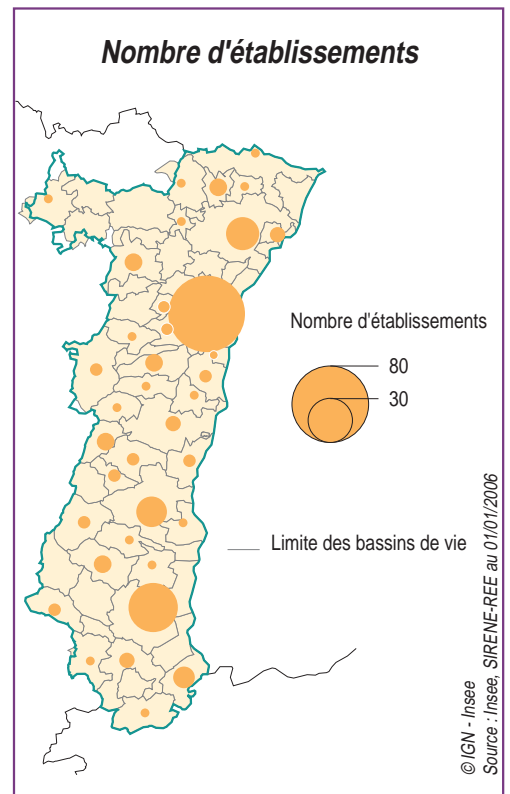 Nombre d'établissements
Nombre d'établissements
80
30
Limite des bassins de vie
© IGN - Insee
Source : Insee, SIRENE-REE au 01/01/2006